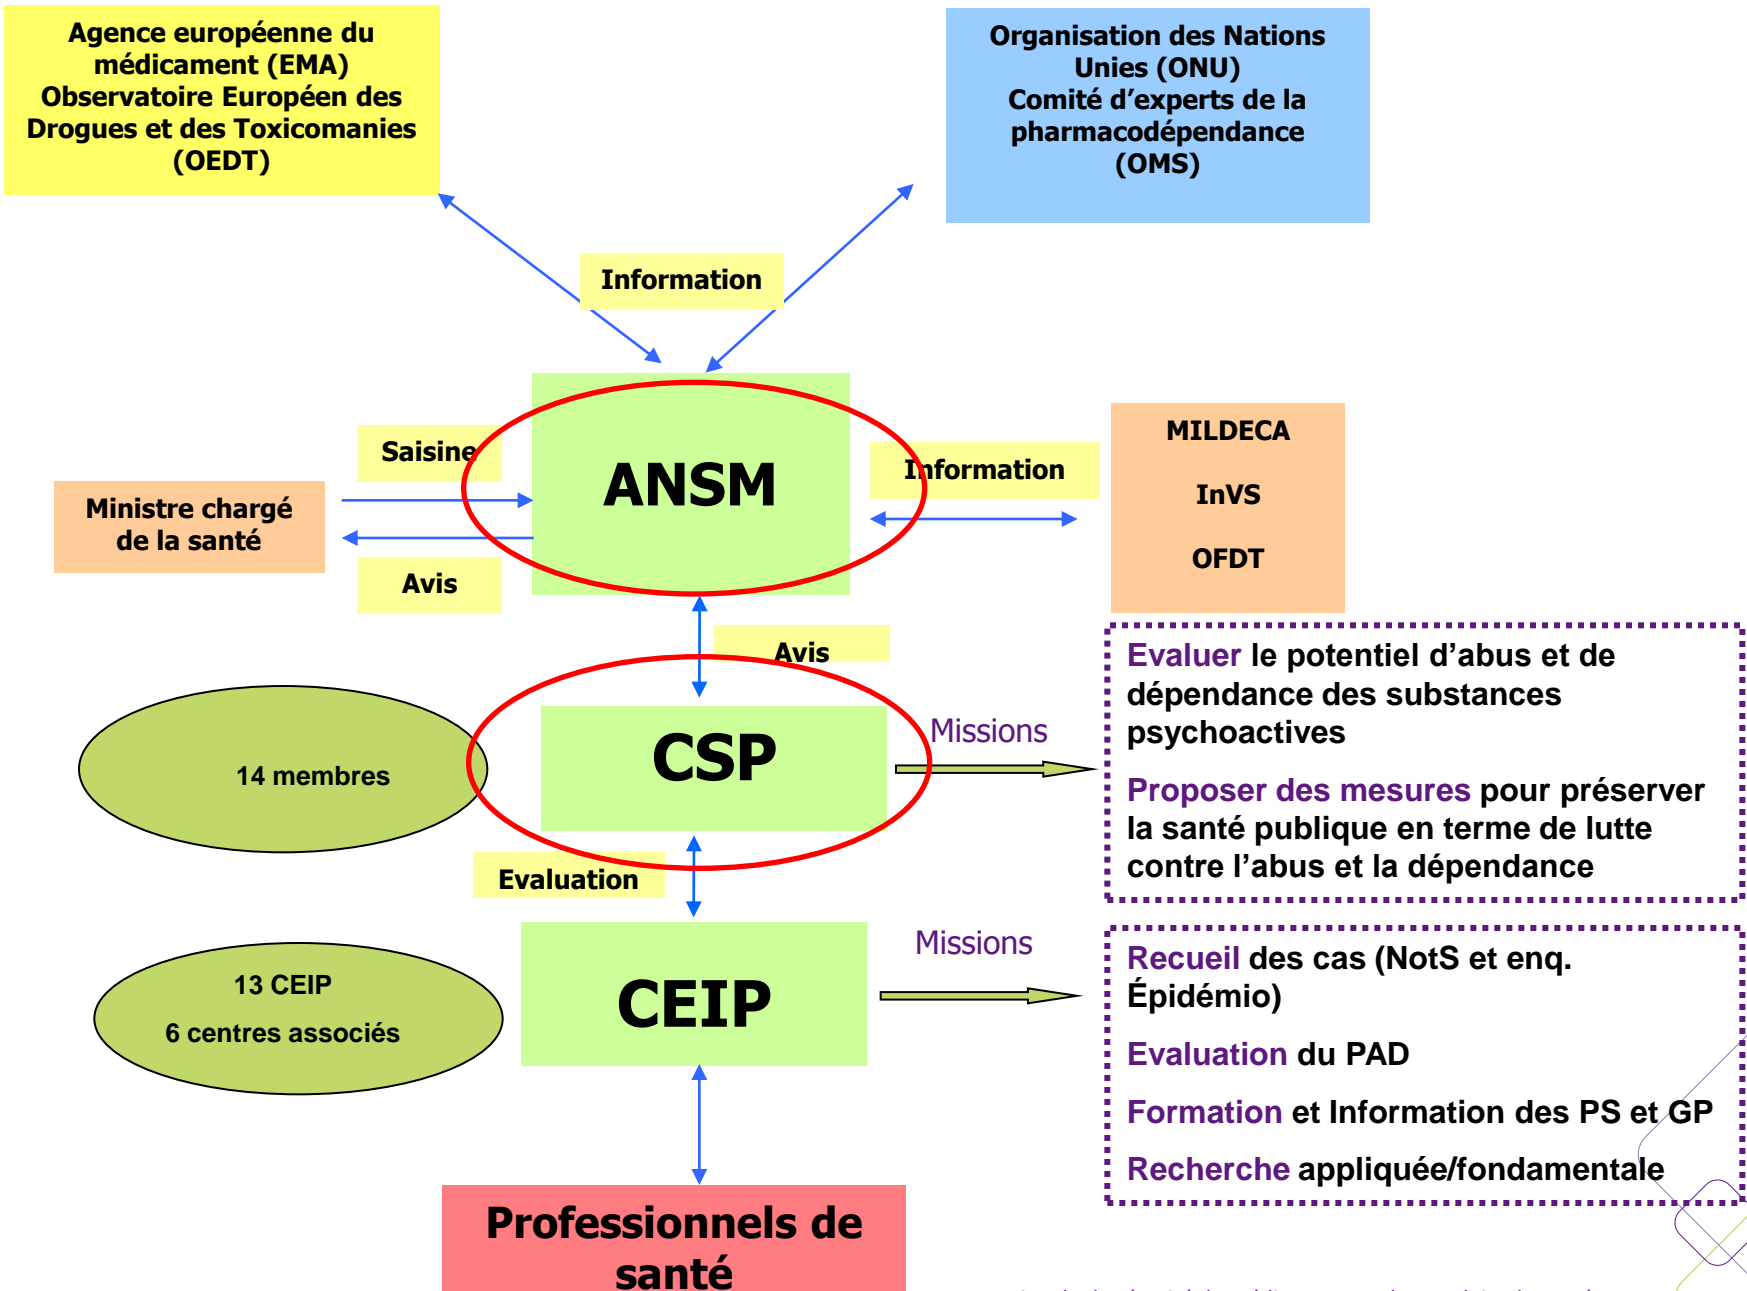 Agence européenne du
médicament (EMA)
Observatoire Européen des
Drogues et des Toxicomanies
(OEDT)
Organisation des Nations
Unies (ONU)
Comité d’experts de la
pharmacodépendance
(OMS)
Information
Saisine
ANSM
Information
MILDECA
InVS
OFDT
Ministre chargé
de la santé
Avis
Avis
Evaluer le potentiel d’abus et de
dépendance des substances
psychoactives
Proposer des mesures pour préserver
la santé publique en terme de lutte
contre l’abus et la dépendance
14 membres
CSP
Missions
Evaluation
13 CEIP
6 centres associés
CEIP
Missions
Recueil des cas (NotS et enq.
Épidémio)
Evaluation du PAD
Formation et Information des PS et GP
Recherche appliquée/fondamentale
Professionnels de
santé